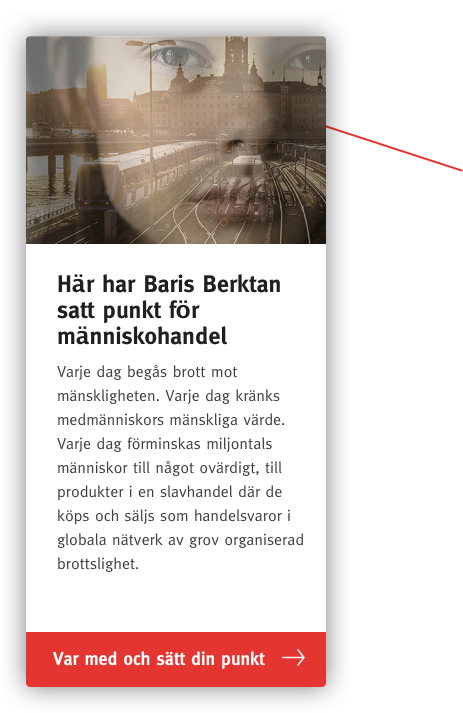 Här har Baris Berktan
satt punkt för
människohandel
Varje dag begås brott mot
mänskligheten. Varje dag kränks
medmänniskors mänskliga värde.
Varje dag förminskas miljontals
människor till något ovärdigt, till
produkter i en slavhandel där de
köps och säljs som handelsvaror i
globala nätverk av grov organiserad
brottslighet.
Var med och sätt din punkt